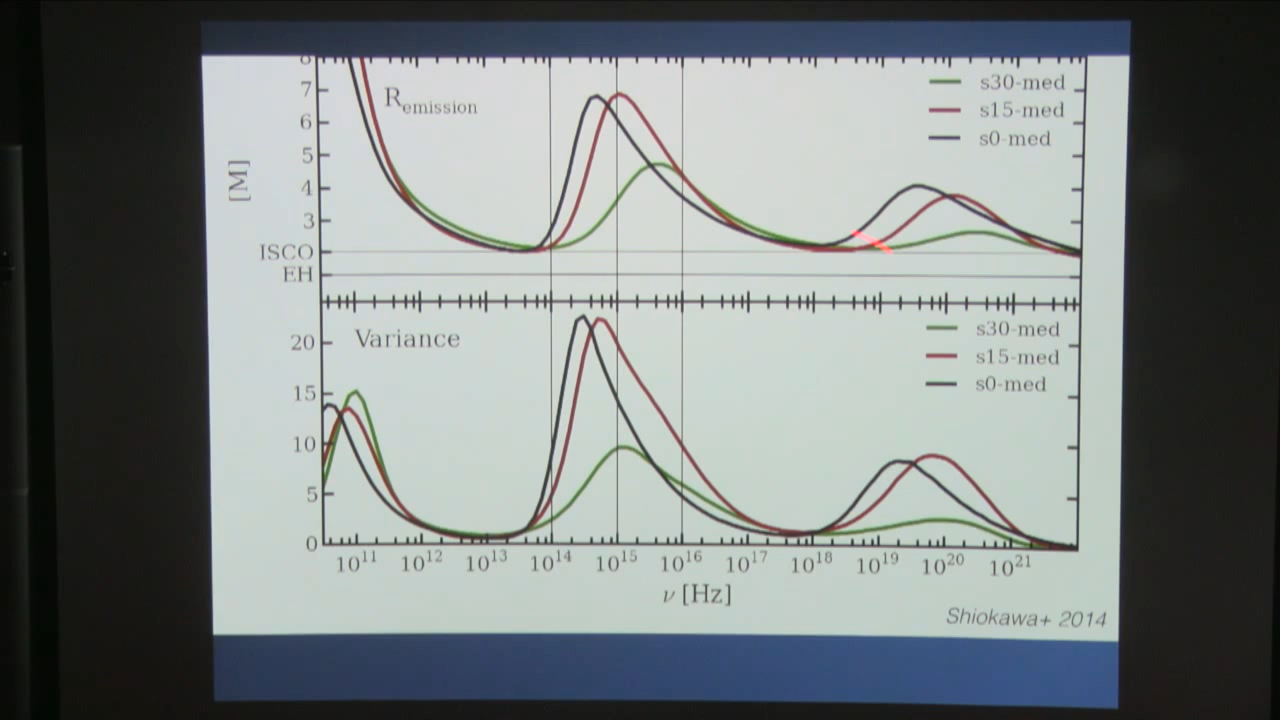 8
R_emission
s30-med
7
s15-med
6
s0-med
5
[M]
4
3
ISCO
EH
Variance
s30-med
20
s15-med
s0-med
15
10
5
0
10^11 10^12 10^13 10^14 10^15 10^16 10^17 10^18 10^19 10^20 10^21
ν [Hz]
Shiokawa+ 2014